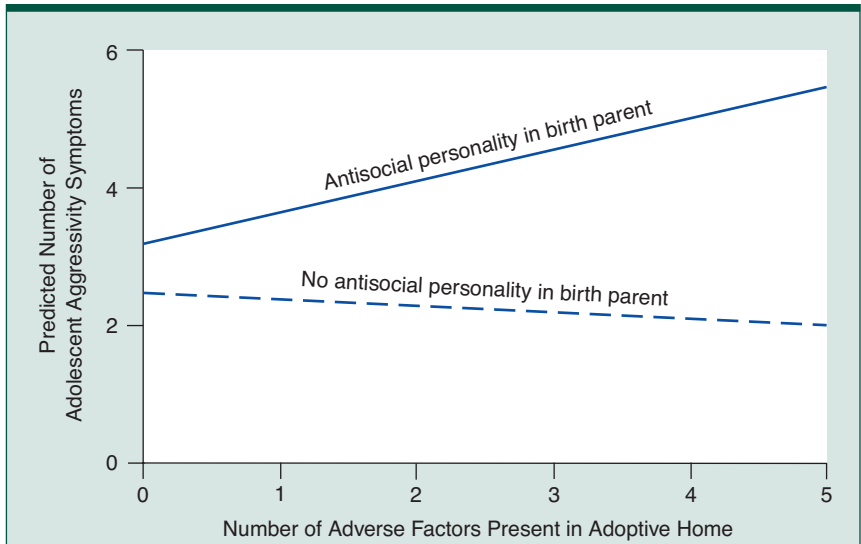 6
Antisocial personality in birth parent
4
No antisocial personality in birth parent
2
0
0 1 2 3 4 5
Predicted Number of
Adolescent Aggressivity Symptoms
Number of Adverse Factors Present in Adoptive Home